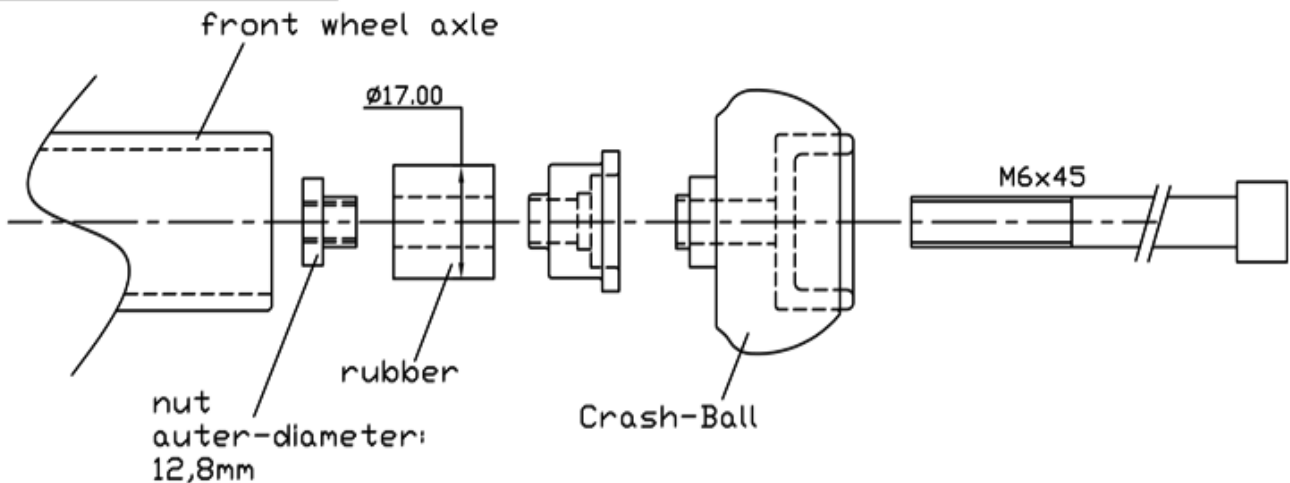 front wheel axle
ø17.00
M6x45
rubber
Crash-Ball
nut
auter-diameter:
12,8mm